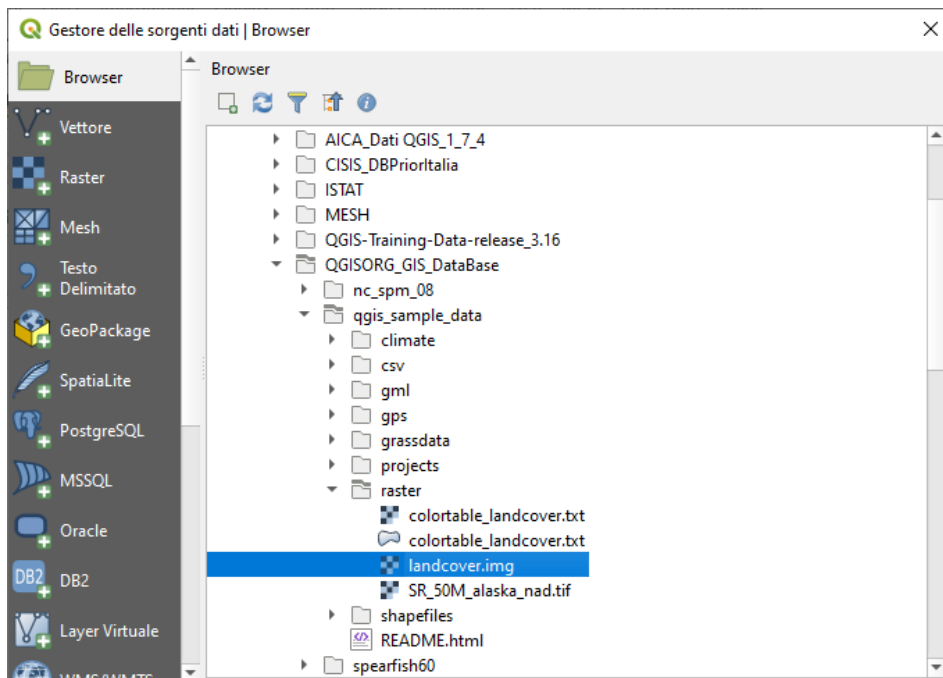 Gestore delle sorgenti dati | Browser
Browser
Vettore
Raster
Mesh
Testo
Delimitato
GeoPackage
SpatiaLite
PostgreSQL
MSSQL
Oracle
DB2
DB2
Layer Virtuale
WMS/WMTS
Browser
AICA_Dati QGIS_1_7_4
CISIS_DBPriorItalia
ISTAT
MESH
QGIS-Training-Data-release_3.16
QGISORG_GIS_DataBase
nc_spm_08
qgis_sample_data
climate
csv
gml
gps
grassdata
projects
raster
colortable_landcover.txt
colortable_landcover.txt
landcover.img
SR_50M_alaska_nad.tif
shapefiles
README.html
spearfish60